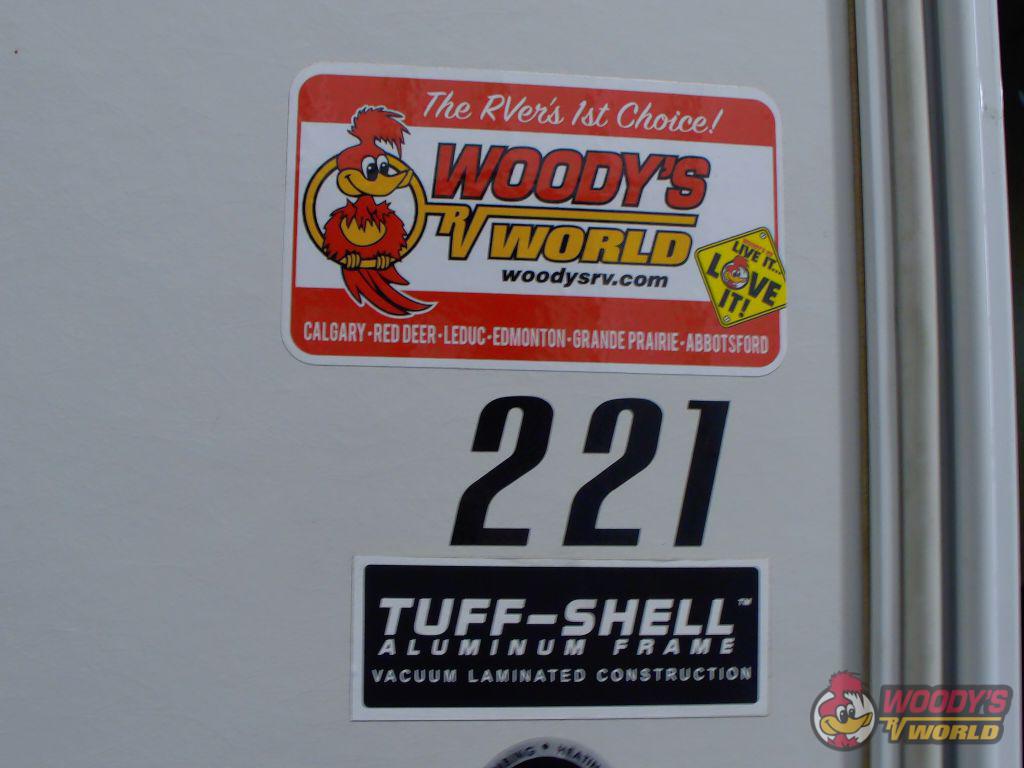 The RVer's 1st Choice!
WOODY'S
RV WORLD
woodysrv.com
LIVE IT...
LOVE
IT!
CALGARY-RED DEER-LEDUC-EDMONTON-GRANDE PRAIRIE-ABBOTSFORD
221
TUFF-SHELL™
ALUMINUM FRAME
VACUUM LAMINATED CONSTRUCTION
WOODY'S
RV WORLD